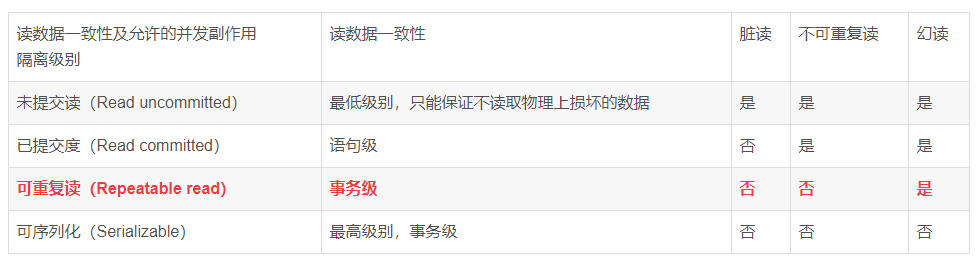 读数据一致性及允许的并发副作用
隔离级别
读数据一致性
脏读
不可重复读
幻读
未提交读（Read uncommitted）
最低级别，只能保证不读取物理上损坏的数据
是
是
是
已提交度（Read committed）
语句级
否
是
是
可重复读（Repeatable read）
事务级
否
否
是
可序列化（Serializable）
最高级别，事务级
否
否
否